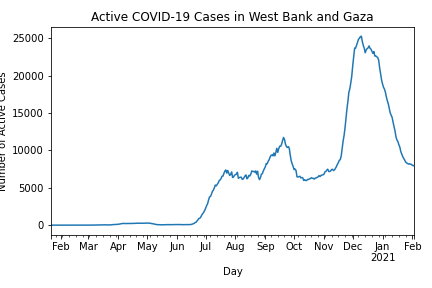 Active COVID-19 Cases in West Bank and Gaza
Number of Active Cases
25000
20000
15000
10000
5000
0
Feb Mar Apr May Jun Jul Aug Sep Oct Nov Dec Jan Feb
2021
Day